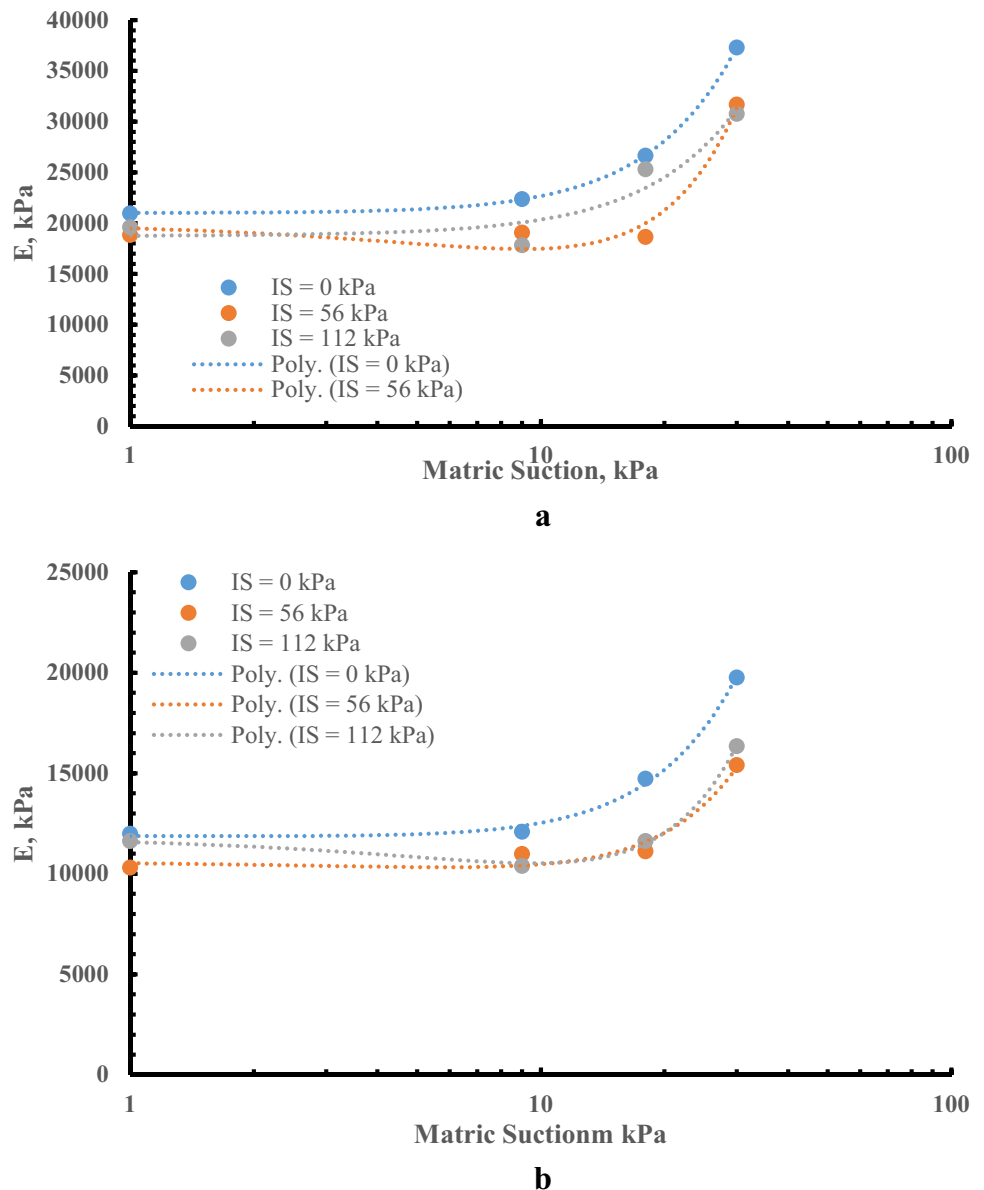 40000
35000
30000
25000
20000
15000
10000
5000
0
E, kPa
IS = 0 kPa
IS = 56 kPa
IS = 112 kPa
Poly. (IS = 0 kPa)
Poly. (IS = 56 kPa)
1 10 100
Matric Suction, kPa
a
25000
20000
15000
10000
5000
0
E, kPa
IS = 0 kPa
IS = 56 kPa
IS = 112 kPa
Poly. (IS = 0 kPa)
Poly. (IS = 56 kPa)
Poly. (IS = 112 kPa)
1 10 100
Matric Suctionm kPa
b